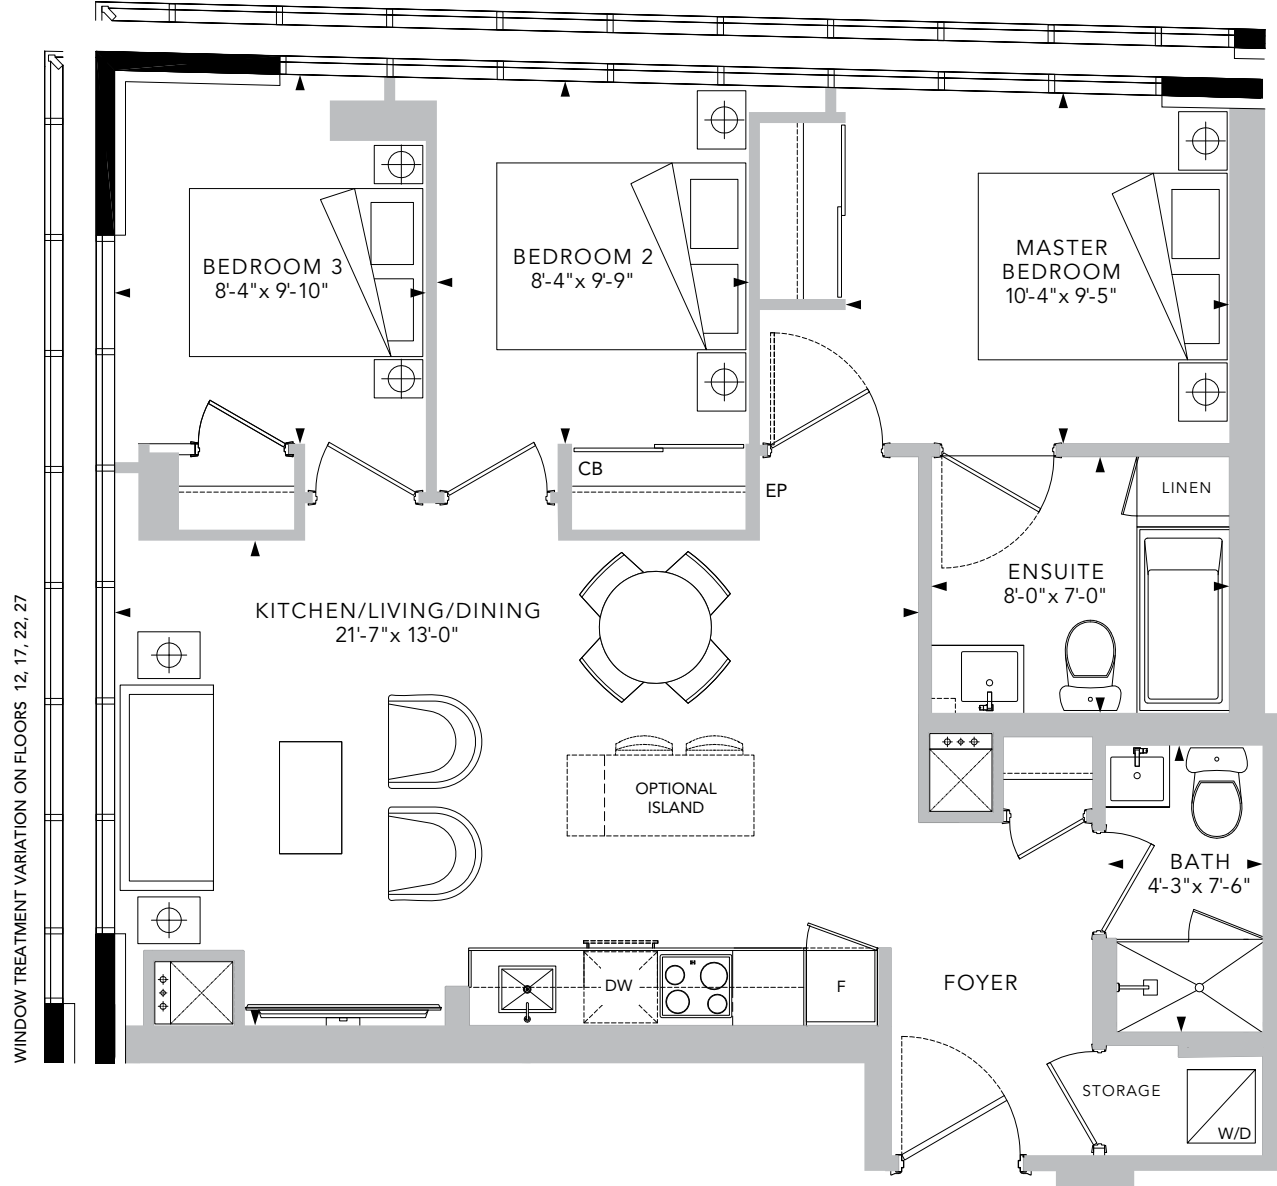 BEDROOM 3
8'-4"x 9'-10"
BEDROOM 2
8'-4"x 9'-9"
MASTER
BEDROOM
10'-4"x 9'-5"
CB
EP
LINEN
ENSUITE
8'-0"x 7'-0"
KITCHEN/LIVING/DINING
21'-7"x 13'-0"
OPTIONAL
ISLAND
BATH
4'-3"x 7'-6"
DW
F
FOYER
STORAGE
W/D
WINDOW TREATMENT VARIATION ON FLOORS 12, 17, 22, 27